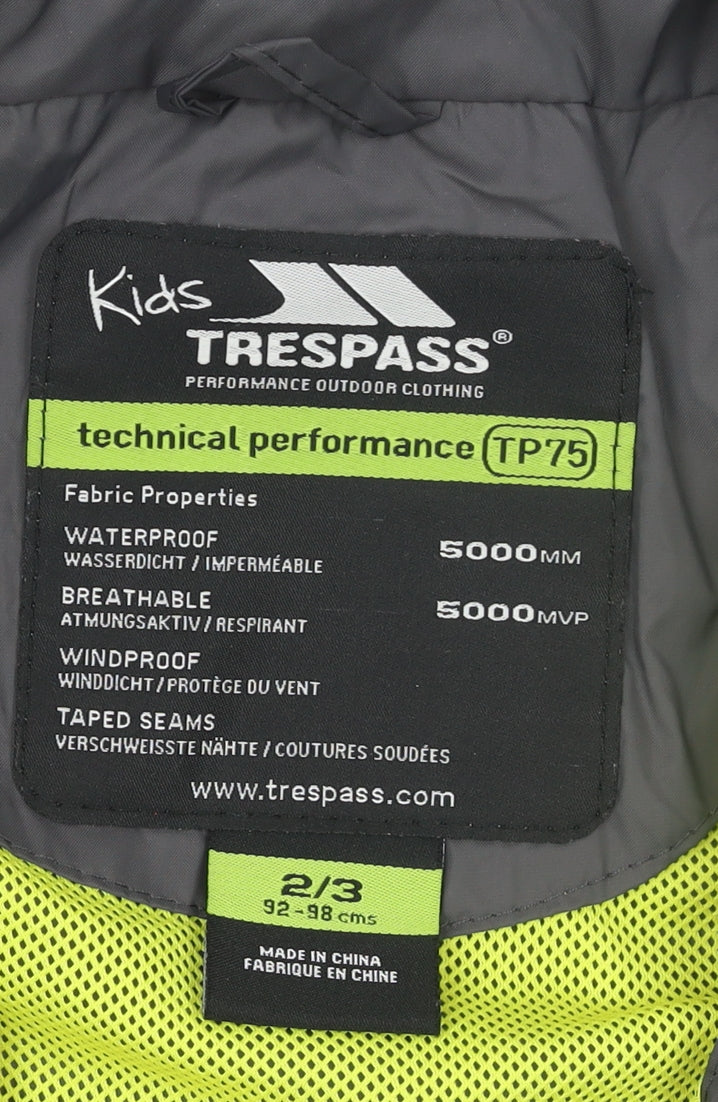 Kids
TRESPASS®
PERFORMANCE OUTDOOR CLOTHING
technical performance TP75
Fabric Properties
WATERPROOF 5000MM
WASSERDICHT / IMPERMÉABLE
BREATHABLE 5000MVP
ATMUNGSAKTIV / RESPIRANT
WINDPROOF
WINDDICHT / PROTÈGE DU VENT
TAPED SEAMS
VERSCHWEISSTE NÄHTE / COUTURES SOUDÉES
www.trespass.com
2/3
92-98 cms
MADE IN CHINA
FABRIQUE EN CHINE